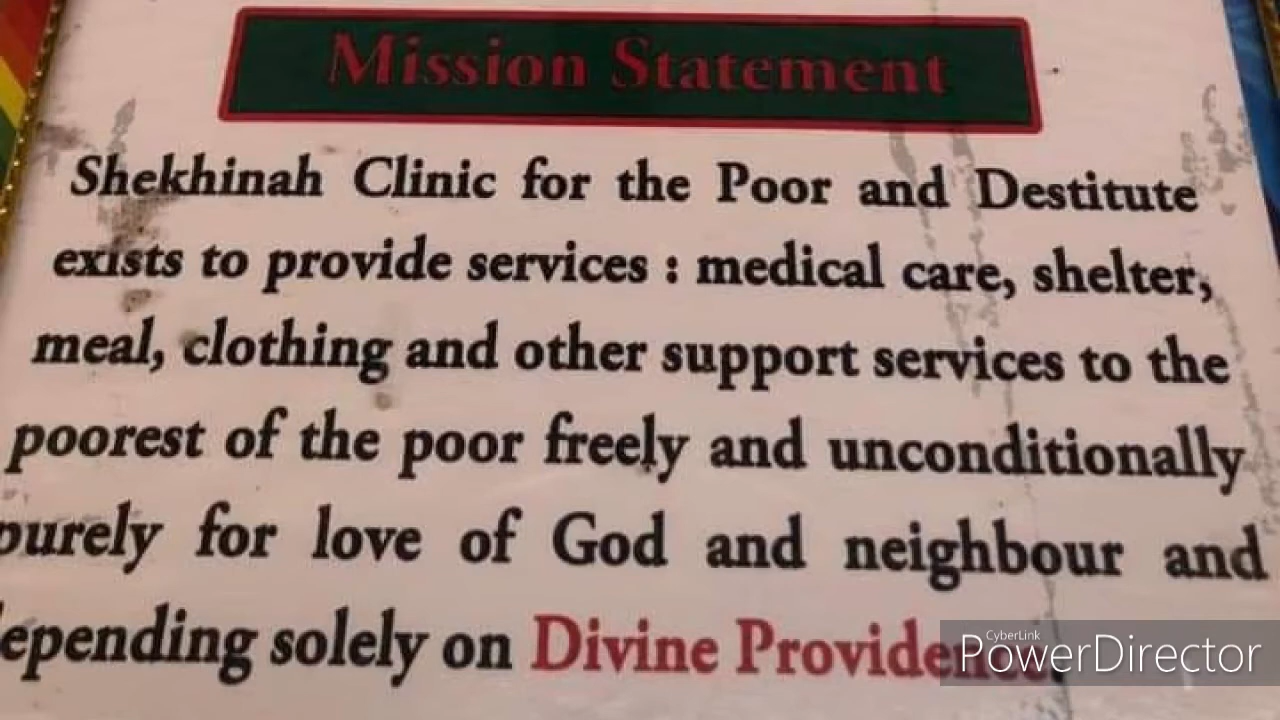 Mission Statement
Shekhinah Clinic for the Poor and Destitute
exists to provide services : medical care, shelter,
meal, clothing and other support services to the
poorest of the poor freely and unconditionally
purely for love of God and neighbour and
epending solely on Divine Providence.
CyberLink
PowerDirector